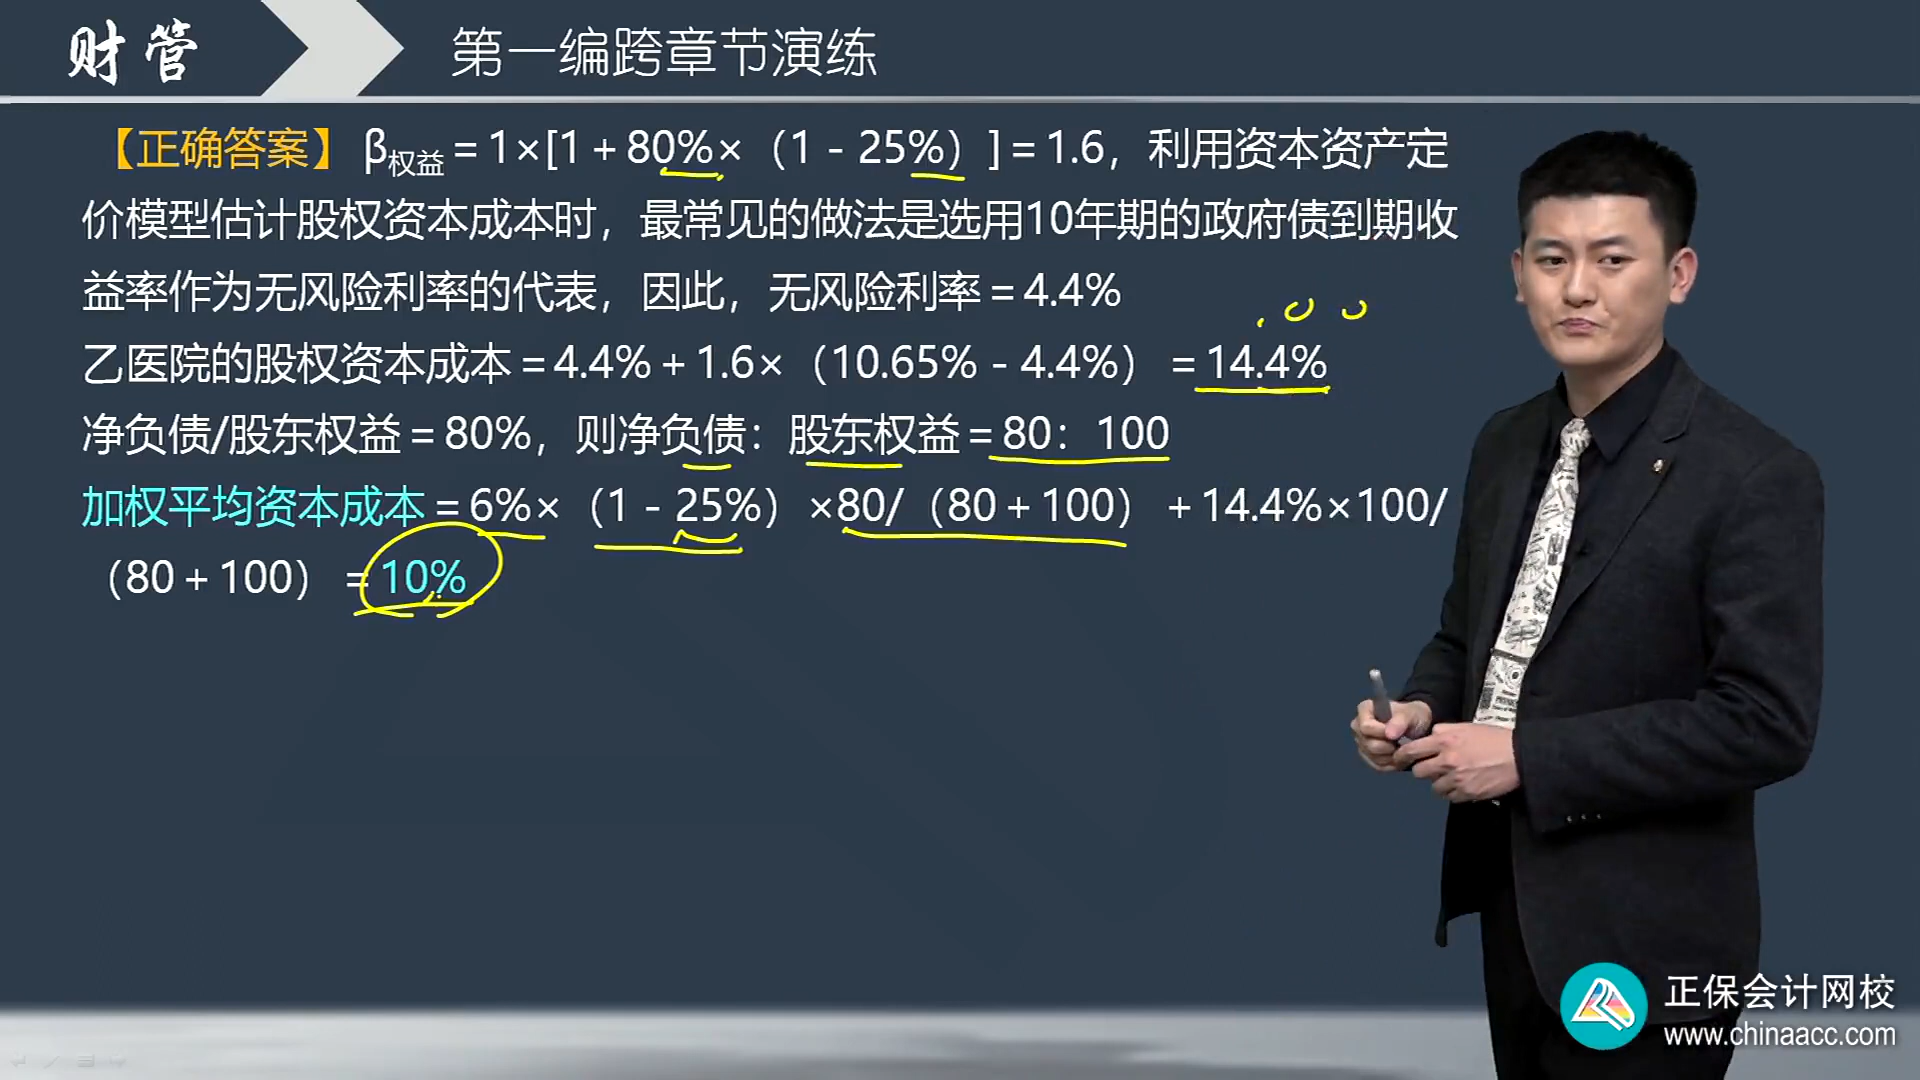 财管
第一编跨章节演练
【正确答案】β权益＝1×[1＋80%×（1－25%）]＝1.6，利用资本资产定
价模型估计股权资本成本时，最常见的做法是选用10年期的政府债到期收
益率作为无风险利率的代表，因此，无风险利率＝4.4%
乙医院的股权资本成本＝4.4%＋1.6×（10.65%－4.4%）＝14.4%
净负债/股东权益＝80%，则净负债：股东权益＝80：100
加权平均资本成本＝6%×（1－25%）×80/（80＋100）＋14.4%×100/
（80＋100）＝10%
正保会计网校
www.chinaacc.com